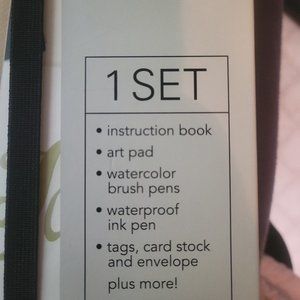 1 SET
• instruction book
• art pad
• watercolor
brush pens
• waterproof
ink pen
• tags, card stock
and envelope
plus more!